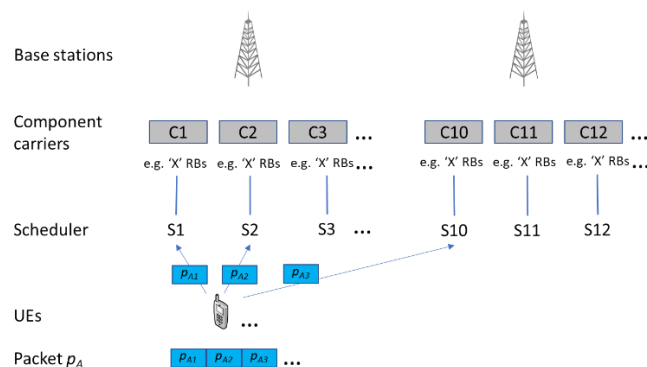 Base stations
Component carriers
C1 C2 C3 ... C10 C11 C12 ...
e.g. ‘X’ RBs e.g. ‘X’ RBs e.g. ‘X’ RBs ... e.g. ‘X’ RBs e.g. ‘X’ RBs e.g. ‘X’ RBs ...
Scheduler S1 S2 S3 ... S10 S11 S12
pA1 pA2 pA3
UEs ...
Packet pA pA1 pA2 pA3 ...